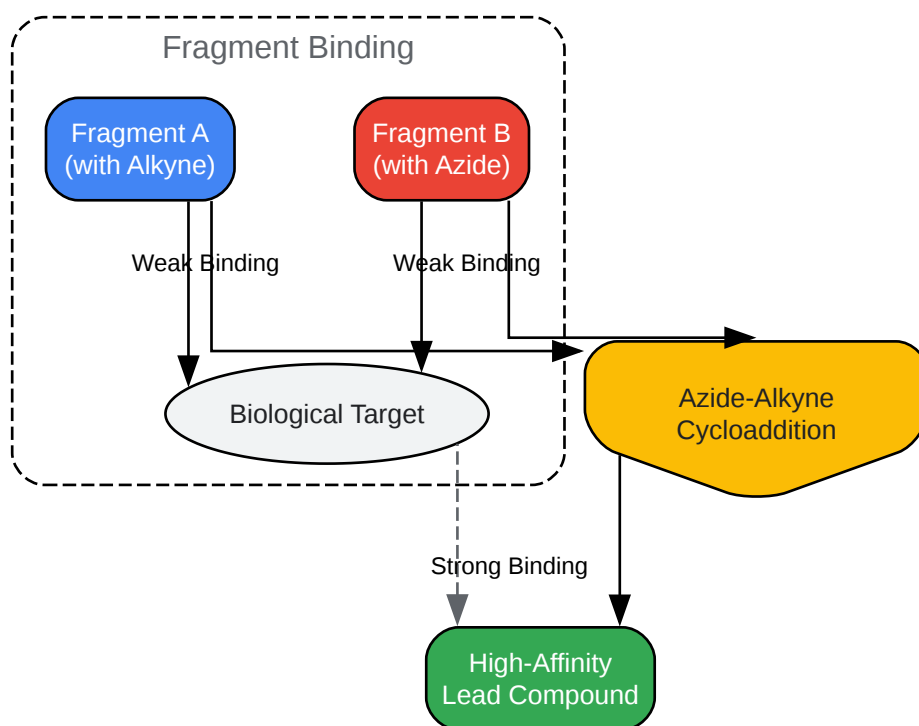 Fragment Binding
Fragment A
(with Alkyne)
Fragment B
(with Azide)
Weak Binding
Weak Binding
Biological Target
Azide-Alkyne
Cycloaddition
Strong Binding
High-Affinity
Lead Compound